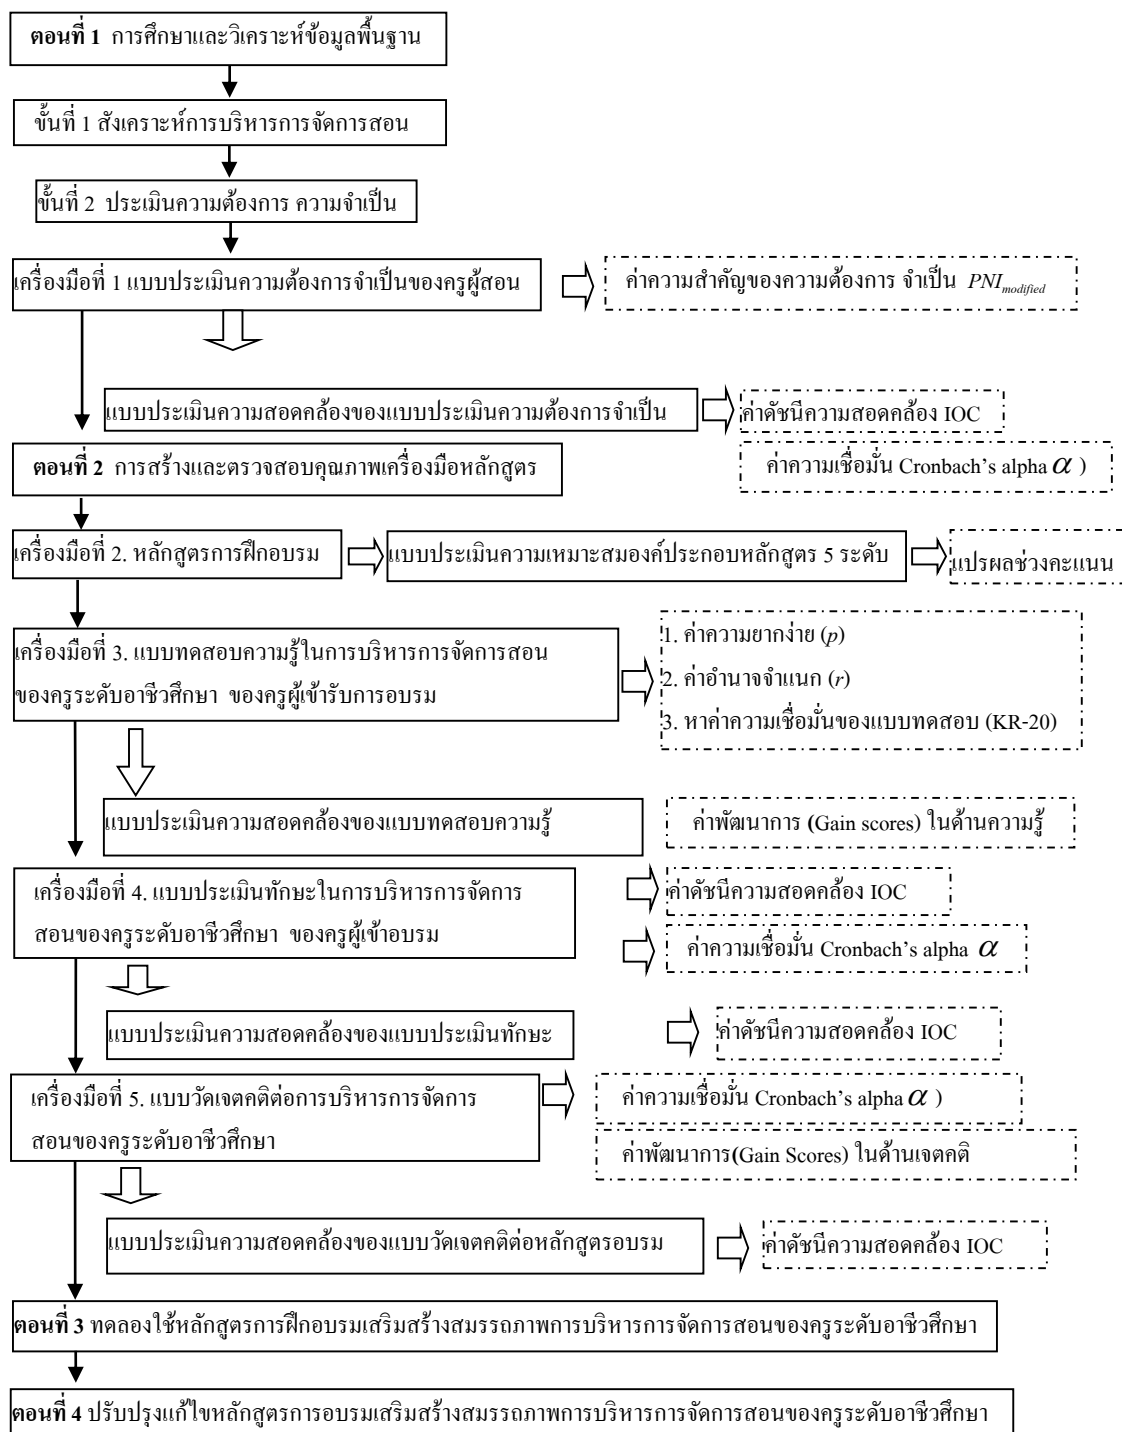 ตอนที่ 1 การศึกษาและวิเคราะห์ข้อมูลพื้นฐาน
ขั้นที่ 1 สังเคราะห์การบริหารการจัดการสอน
ขั้นที่ 2 ประเมินความต้องการ ความจำเป็น
เครื่องมือที่ 1 แบบประเมินความต้องการจำเป็นของครูผู้สอน
ค่าความสำคัญของความต้องการ จำเป็น PNI modified
แบบประเมินความสอดคล้องของแบบประเมินความต้องการจำเป็น
ค่าดัชนีความสอดคล้อง IOC
ตอนที่ 2 การสร้างและตรวจสอบคุณภาพเครื่องมือหลักสูตร
ค่าความเชื่อมั่น Cronbach's alpha α )
เครื่องมือที่ 2. หลักสูตรการฝึกอบรม
แบบประเมินความเหมาะสมองค์ประกอบหลักสูตร 5 ระดับ
แปรผลช่วงคะแนน
เครื่องมือที่ 3. แบบทดสอบความรู้ในการบริหารการจัดการสอน
ของครูระดับอาชีวศึกษา ของครูผู้เข้ารับการอบรม
1. ค่าความยากง่าย (p)
2. ค่าอำนาจจำแนก (r)
3. หาค่าความเชื่อมั่นของแบบทดสอบ (KR-20)
แบบประเมินความสอดคล้องของแบบทดสอบความรู้
ค่าพัฒนาการ (Gain scores) ในด้านความรู้
เครื่องมือที่ 4. แบบประเมินทักษะในการบริหารการจัดการ
สอนของครูระดับอาชีวศึกษา ของครูผู้เข้าอบรม
ค่าดัชนีความสอดคล้อง IOC
ค่าความเชื่อมั่น Cronbach's alpha α
แบบประเมินความสอดคล้องของแบบประเมินทักษะ
ค่าดัชนีความสอดคล้อง IOC
เครื่องมือที่ 5. แบบวัดเจตคติต่อการบริหารการจัดการ
สอนของครูระดับอาชีวศึกษา
ค่าความเชื่อมั่น Cronbach's alpha α )
ค่าพัฒนาการ(Gain Scores) ในด้านเจตคติ
แบบประเมินความสอดคล้องของแบบวัดเจตคติต่อหลักสูตรอบรม
ค่าดัชนีความสอดคล้อง IOC
ตอนที่ 3 ทดลองใช้หลักสูตรการฝึกอบรมเสริมสร้างสมรรถภาพการบริหารการจัดการสอนของครูระดับอาชีวศึกษา
ตอนที่ 4 ปรับปรุงแก้ไขหลักสูตรการอบรมเสริมสร้างสมรรถภาพการบริหารการจัดการสอนของครูระดับอาชีวศึกษา